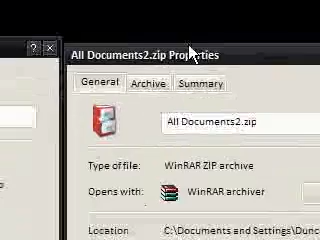 All Documents2.zip Properties
General Archive Summary
All Documents2.zip
Type of file: WinRAR ZIP archive
Opens with: WinRAR archiver
Location C:\Documents and Settings\Dunc